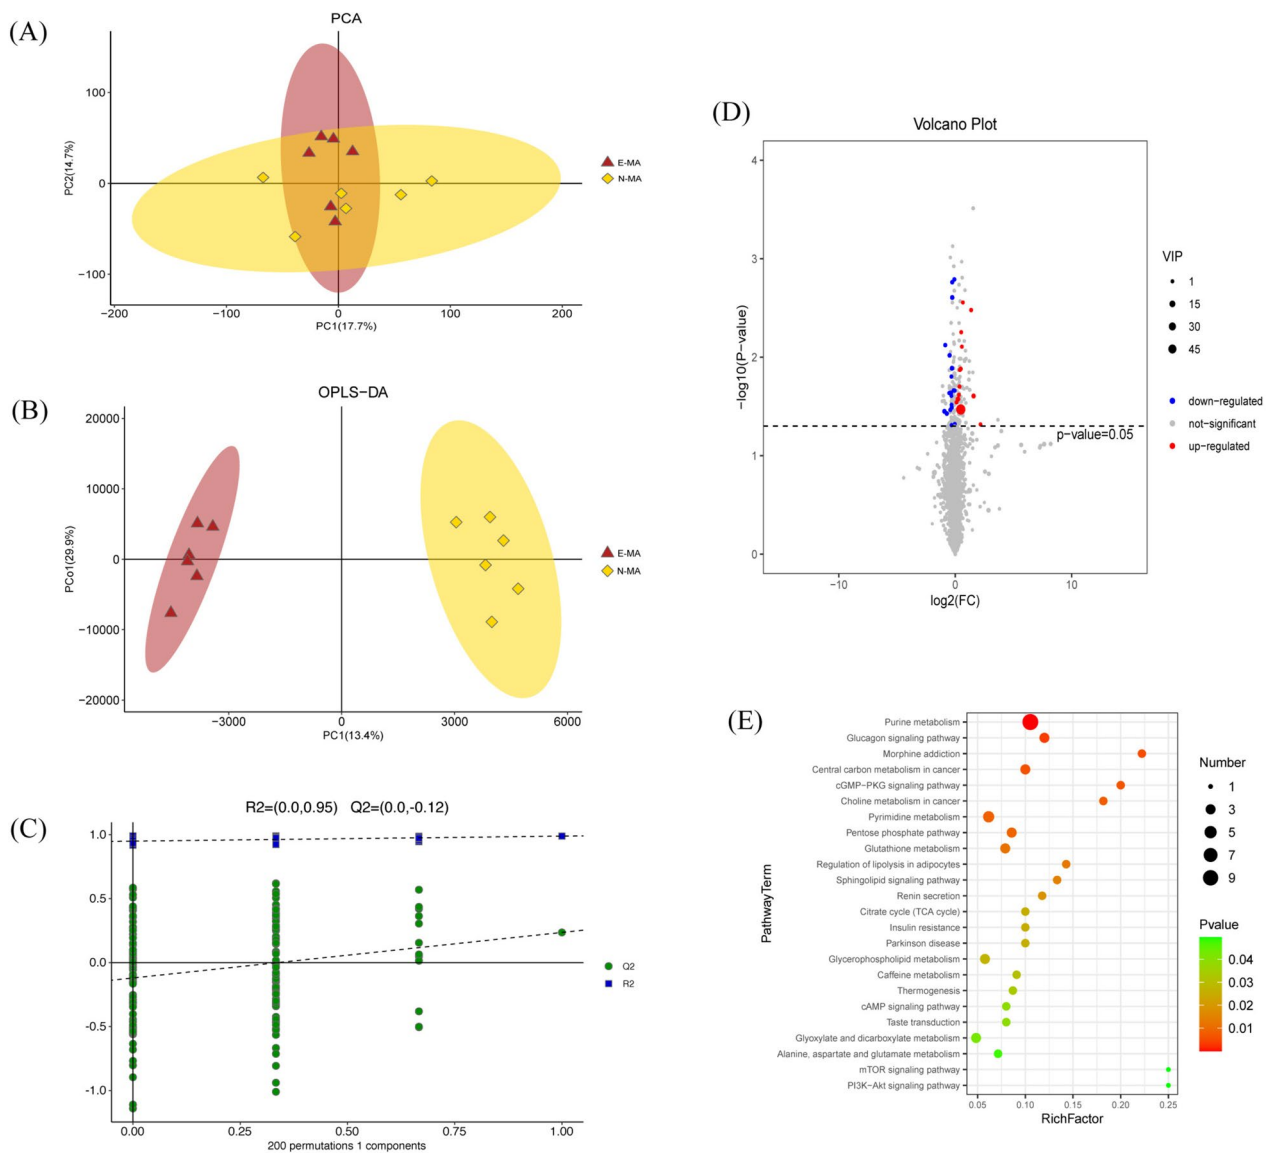 (A)
PCA
100
0
−100
PC2(14.7%)
−200
−100
0
100
200
PC1(17.7%)
E-MA
N-MA
(B)
OPLS−DA
20000
10000
0
−10000
−20000
PCo1(29.9%)
−3000
0
3000
6000
PC1(13.4%)
E-MA
N-MA
(C)
R2=(0.0,0.95) Q2=(0.0,-0.12)
1.0
0.5
0.0
-0.5
-1.0
0.00
0.25
0.50
0.75
1.00
200 permutations 1 components
Q2
R2
(D)
Volcano Plot
4
3
2
1
0
−log10(P−value)
p−value=0.05
−10
0
10
log2(FC)
VIP
1
15
30
45
down−regulated
not−significant
up−regulated
(E)
PathwayTerm
Purine metabolism
Glucagon signaling pathway
Morphine addiction
Central carbon metabolism in cancer
cGMP−PKG signaling pathway
Choline metabolism in cancer
Pyrimidine metabolism
Pentose phosphate pathway
Glutathione metabolism
Regulation of lipolysis in adipocytes
Sphingolipid signaling pathway
Renin secretion
Citrate cycle (TCA cycle)
Insulin resistance
Parkinson disease
Glycerophospholipid metabolism
Caffeine metabolism
Thermogenesis
cAMP signaling pathway
Taste transduction
Glyoxylate and dicarboxylate metabolism
Alanine, aspartate and glutamate metabolism
mTOR signaling pathway
PI3K−Akt signaling pathway
0.05
0.10
0.15
0.20
0.25
RichFactor
Number
1
3
5
7
9
Pvalue
0.04
0.03
0.02
0.01